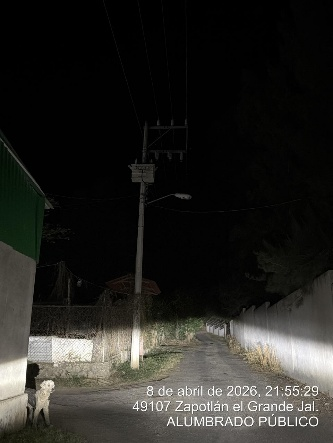 8 de abril de 2026, 21:55:29
49107 Zapotlán el Grande Jal.
ALUMBRADO PÚBLICO